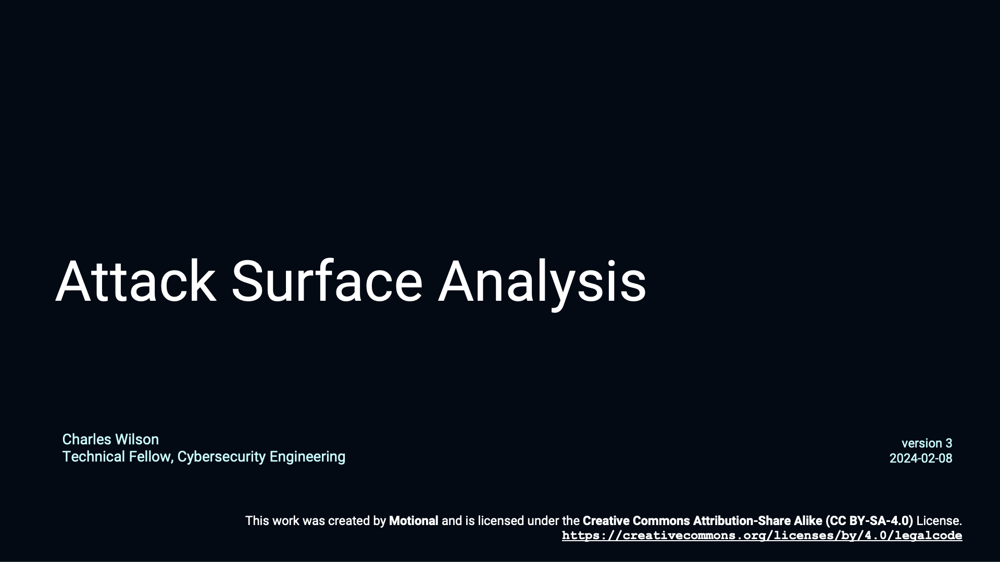 Attack Surface Analysis
Charles Wilson
Technical Fellow, Cybersecurity Engineering
version 3
2024-02-08
This work was created by Motional and is licensed under the Creative Commons Attribution-Share Alike (CC BY-SA-4.0) License.
https://creativecommons.org/licenses/by/4.0/legalcode